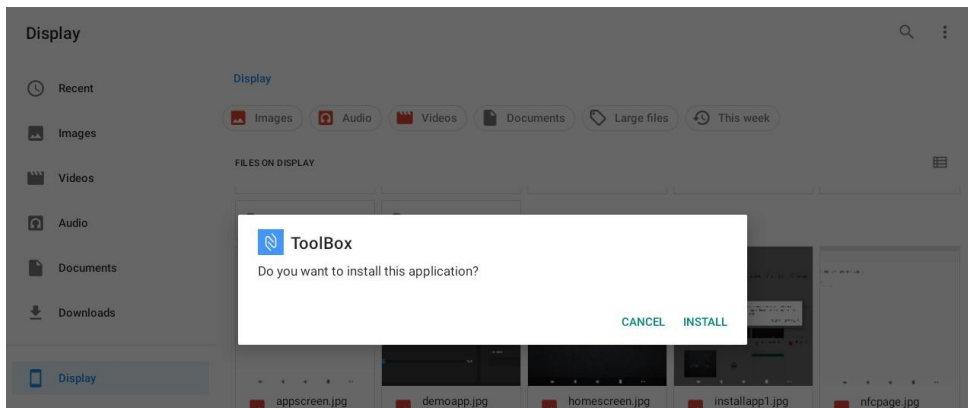 Display
Recent
Images
Videos
Audio
Documents
Downloads
Display
Display
Images Audio Videos Documents Large files This week
FILES ON DISPLAY
ToolBox
Do you want to install this application?
CANCEL INSTALL
appscreen.jpg demoapp.jpg homescreen.jpg installapp1.jpg nfcpage.jpg